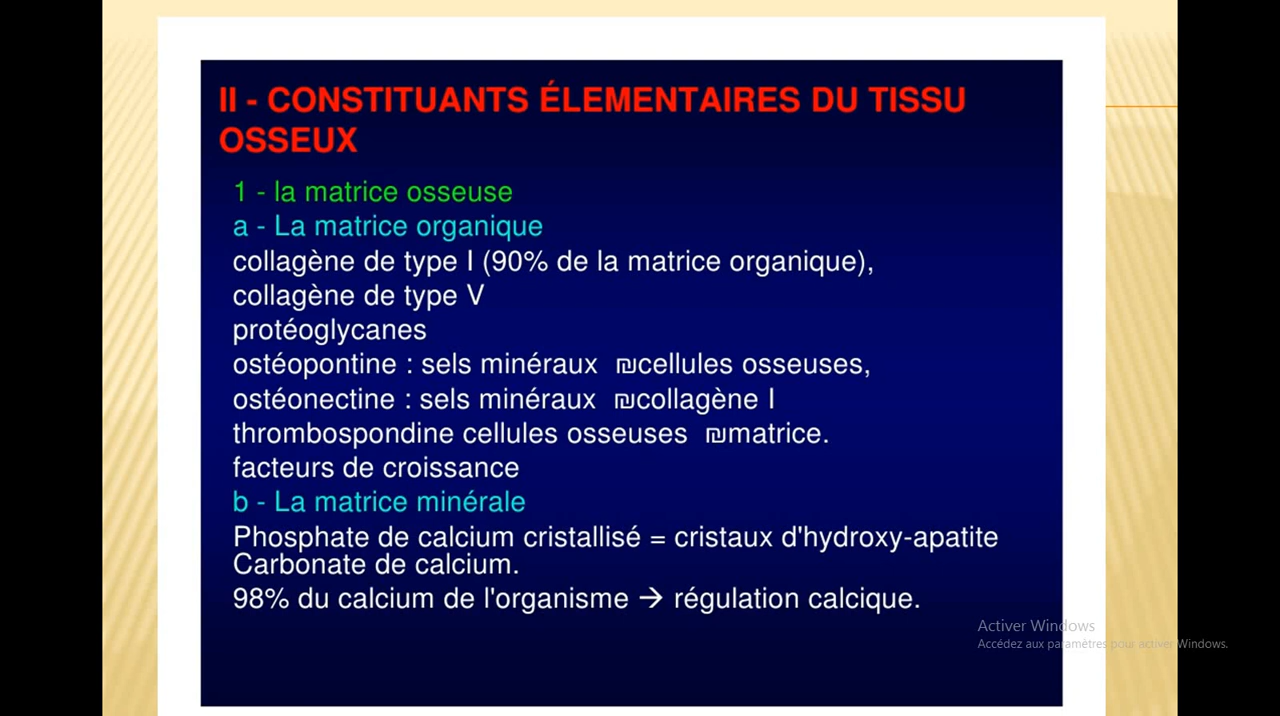 II - CONSTITUANTS ÉLEMENTAIRES DU TISSU
OSSEUX
1 - la matrice osseuse
a - La matrice organique
collagène de type I (90% de la matrice organique),
collagène de type V
protéoglycanes
ostéopontine : sels minéraux ₪cellules osseuses,
ostéonectine : sels minéraux ₪collagène I
thrombospondine cellules osseuses ₪matrice.
facteurs de croissance
b - La matrice minérale
Phosphate de calcium cristallisé = cristaux d'hydroxy-apatite
Carbonate de calcium.
98% du calcium de l'organisme → régulation calcique.
Activer Windows
Accédez aux paramètres pour activer Windows.